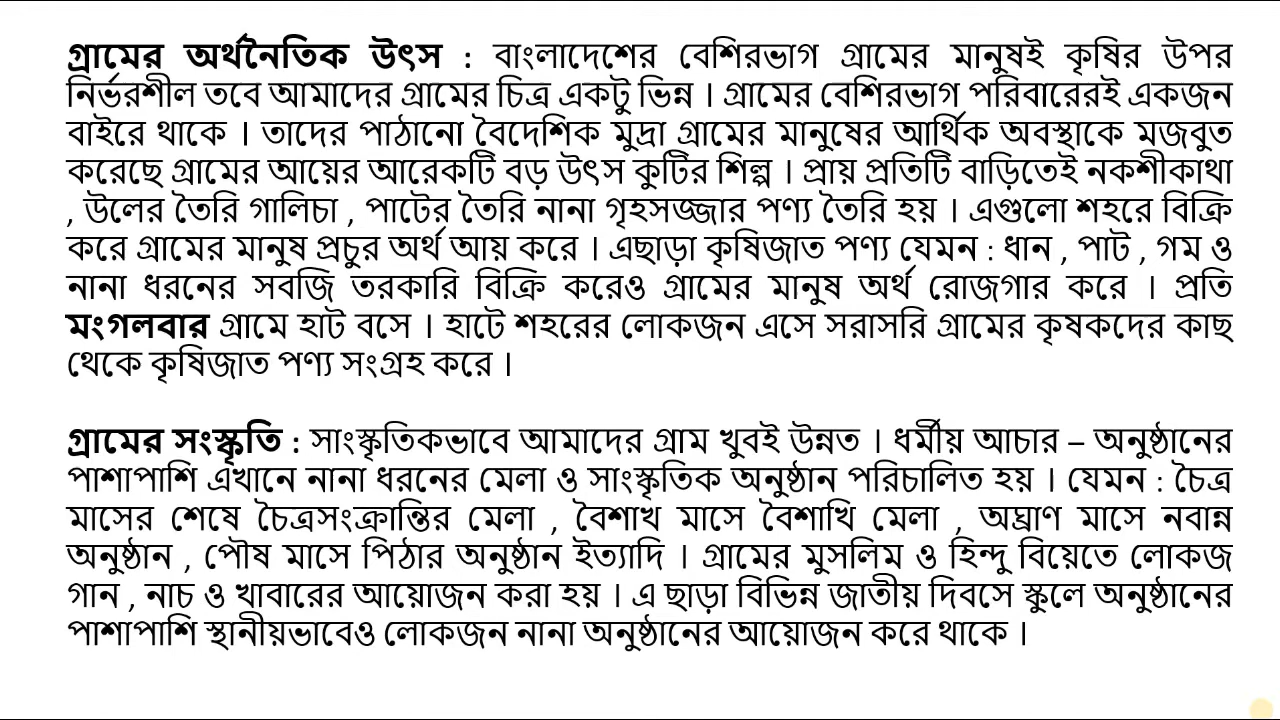 গ্রামের অর্থনৈতিক উৎস : বাংলাদেশের বেশিরভাগ গ্রামের মানুষই কৃষির উপর
নির্ভরশীল তবে আমাদের গ্রামের চিত্র একটু ভিন্ন । গ্রামের বেশিরভাগ পরিবারেরই একজন
বাইরে থাকে । তাদের পাঠানো বৈদেশিক মুদ্রা গ্রামের মানুষের আর্থিক অবস্থাকে মজবুত
করেছে গ্রামের আয়ের আরেকটি বড় উৎস কুটির শিল্প । প্রায় প্রতিটি বাড়িতেই নকশীকাথা
, উলের তৈরি গালিচা , পাটের তৈরি নানা গৃহসজ্জার পণ্য তৈরি হয় । এগুলো শহরে বিক্রি
করে গ্রামের মানুষ প্রচুর অর্থ আয় করে । এছাড়া কৃষিজাত পণ্য যেমন : ধান , পাট , গম ও
নানা ধরনের সবজি তরকারি বিক্রি করেও গ্রামের মানুষ অর্থ রোজগার করে । প্রতি
মংগলবার গ্রামে হাট বসে । হাটে শহরের লোকজন এসে সরাসরি গ্রামের কৃষকদের কাছ
থেকে কৃষিজাত পণ্য সংগ্রহ করে ।
গ্রামের সংস্কৃতি : সাংস্কৃতিকভাবে আমাদের গ্রাম খুবই উন্নত । ধর্মীয় আচার – অনুষ্ঠানের
পাশাপাশি এখানে নানা ধরনের মেলা ও সাংস্কৃতিক অনুষ্ঠান পরিচালিত হয় । যেমন : চৈত্র
মাসের শেষে চৈত্রসংক্রান্তির মেলা , বৈশাখ মাসে বৈশাখি মেলা , অঘ্রাণ মাসে নবান্ন
অনুষ্ঠান , পৌষ মাসে পিঠার অনুষ্ঠান ইত্যাদি । গ্রামের মুসলিম ও হিন্দু বিয়েতে লোকজ
গান , নাচ ও খাবারের আয়োজন করা হয় । এ ছাড়া বিভিন্ন জাতীয় দিবসে স্কুলে অনুষ্ঠানের
পাশাপাশি স্থানীয়ভাবেও লোকজন নানা অনুষ্ঠানের আয়োজন করে থাকে ।